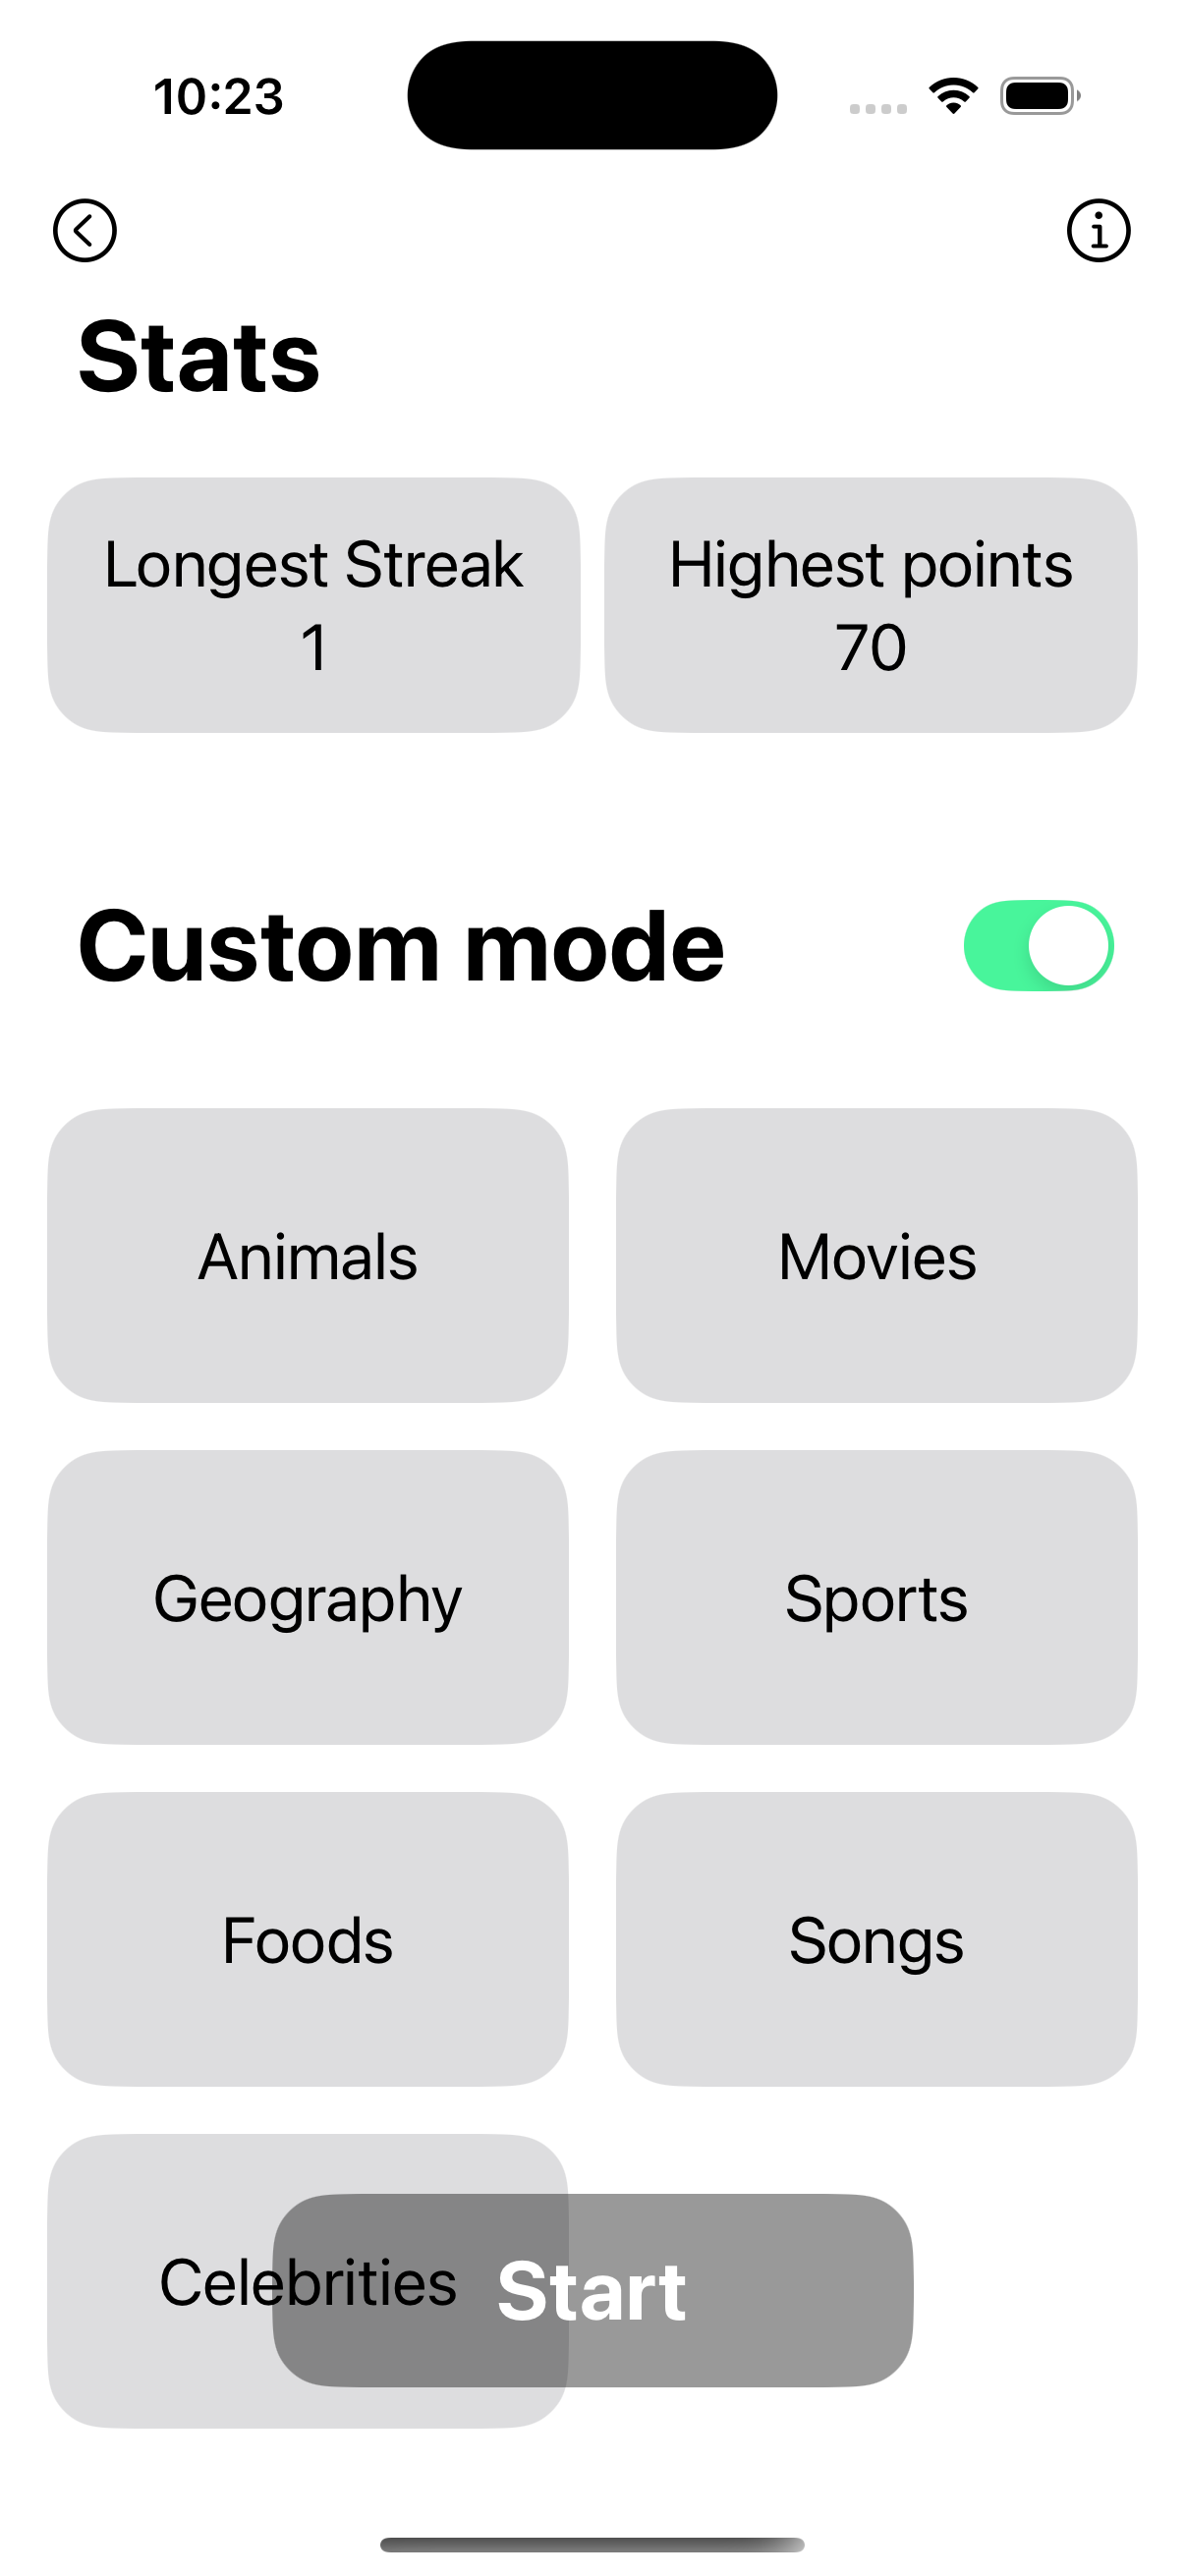 10:23
Stats
Longest Streak
1
Highest points
70
Custom mode
Animals
Movies
Geography
Sports
Foods
Songs
Celebrities
Start